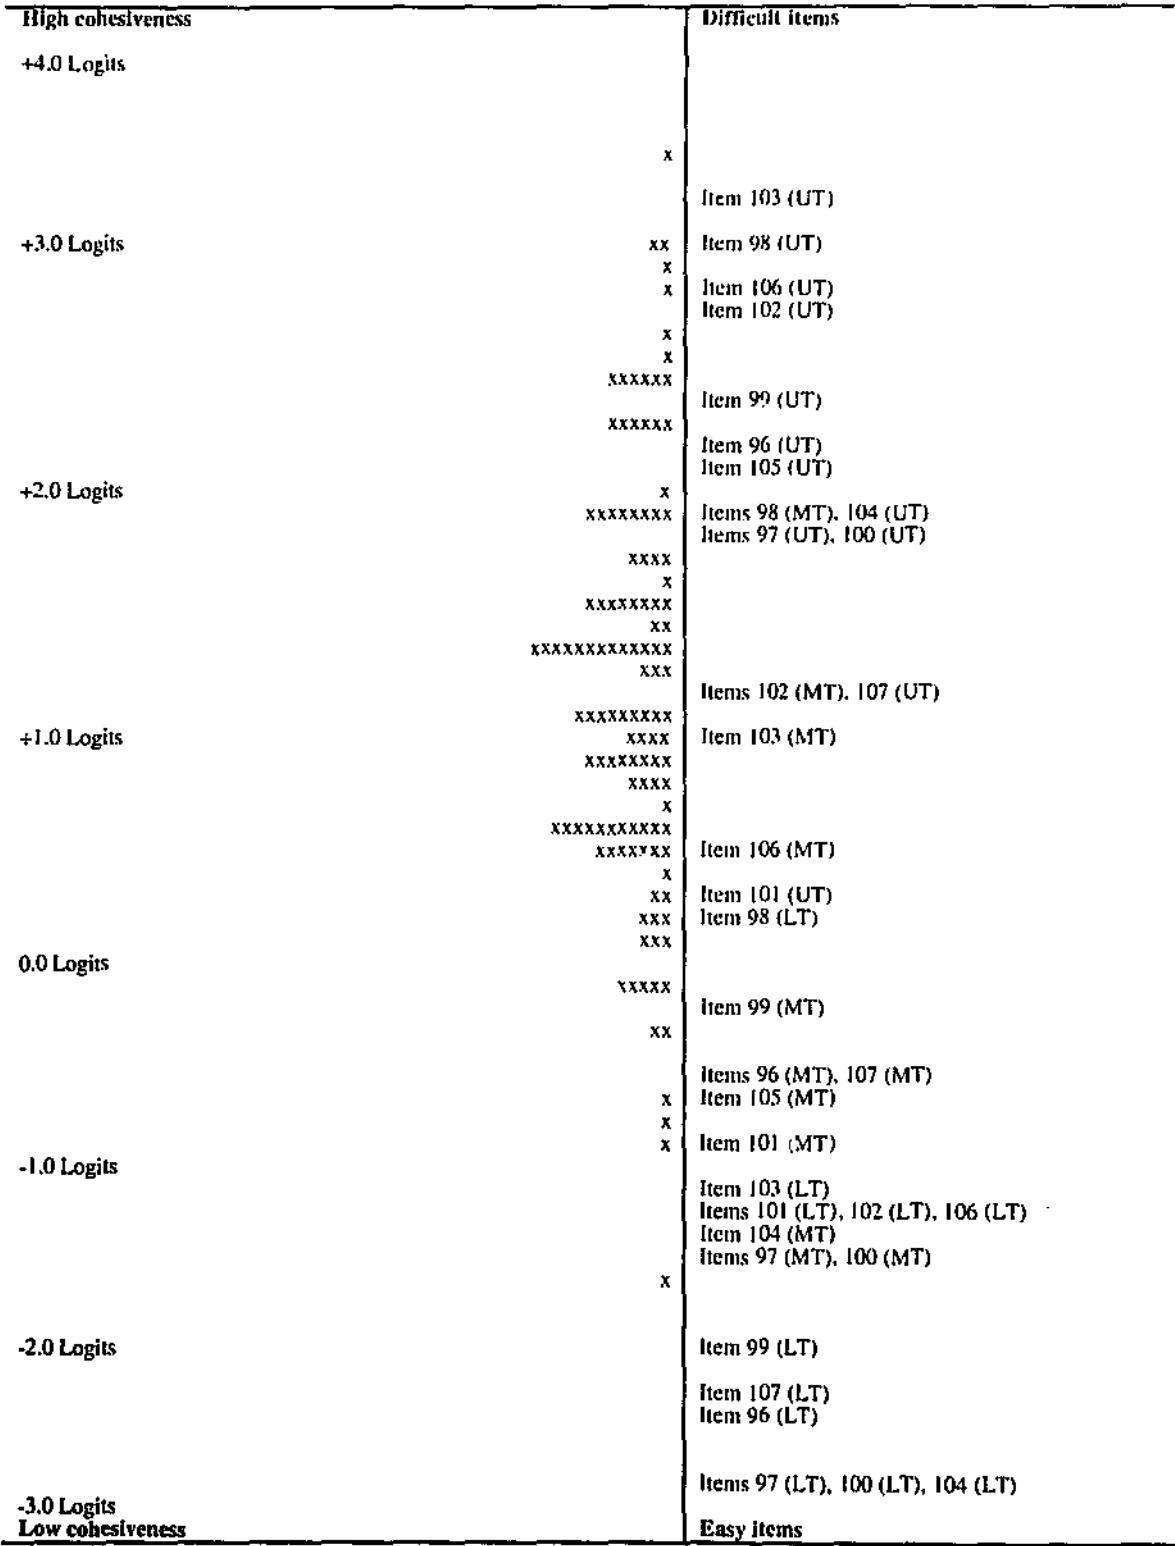 High cohesiveness Difficult items
+4.0 Logits
x
Item 103 (UT)
+3.0 Logits xx Item 98 (UT)
x
x Item 106 (UT)
Item 102 (UT)
x
x
xxxxxx
Item 99 (UT)
xxxxxx
Item 96 (UT)
Item 105 (UT)
+2.0 Logits x
xxxxxxxx Items 98 (MT), 104 (UT)
Items 97 (UT), 100 (UT)
xxxx
x
xxxxxxxx
xx
xxxxxxxxxxxxx
xxx
Items 102 (MT), 107 (UT)
xxxxxxxxx
+1.0 Logits xxxx Item 103 (MT)
xxxxxxxx
xxxx
x
xxxxxxxxxxx
xxxxxxx Item 106 (MT)
x
xx Item 101 (UT)
xxx Item 98 (LT)
xxx
0.0 Logits
xxxxx
Item 99 (MT)
xx
Items 96 (MT), 107 (MT)
x Item 105 (MT)
x
x Item 101 (MT)
-1.0 Logits
Item 103 (LT)
Items 101 (LT), 102 (LT), 106 (LT)
Item 104 (MT)
Items 97 (MT), 100 (MT)
x
-2.0 Logits Item 99 (LT)
Item 107 (LT)
Item 96 (LT)
Items 97 (LT), 100 (LT), 104 (LT)
-3.0 Logits
Low cohesiveness Easy items